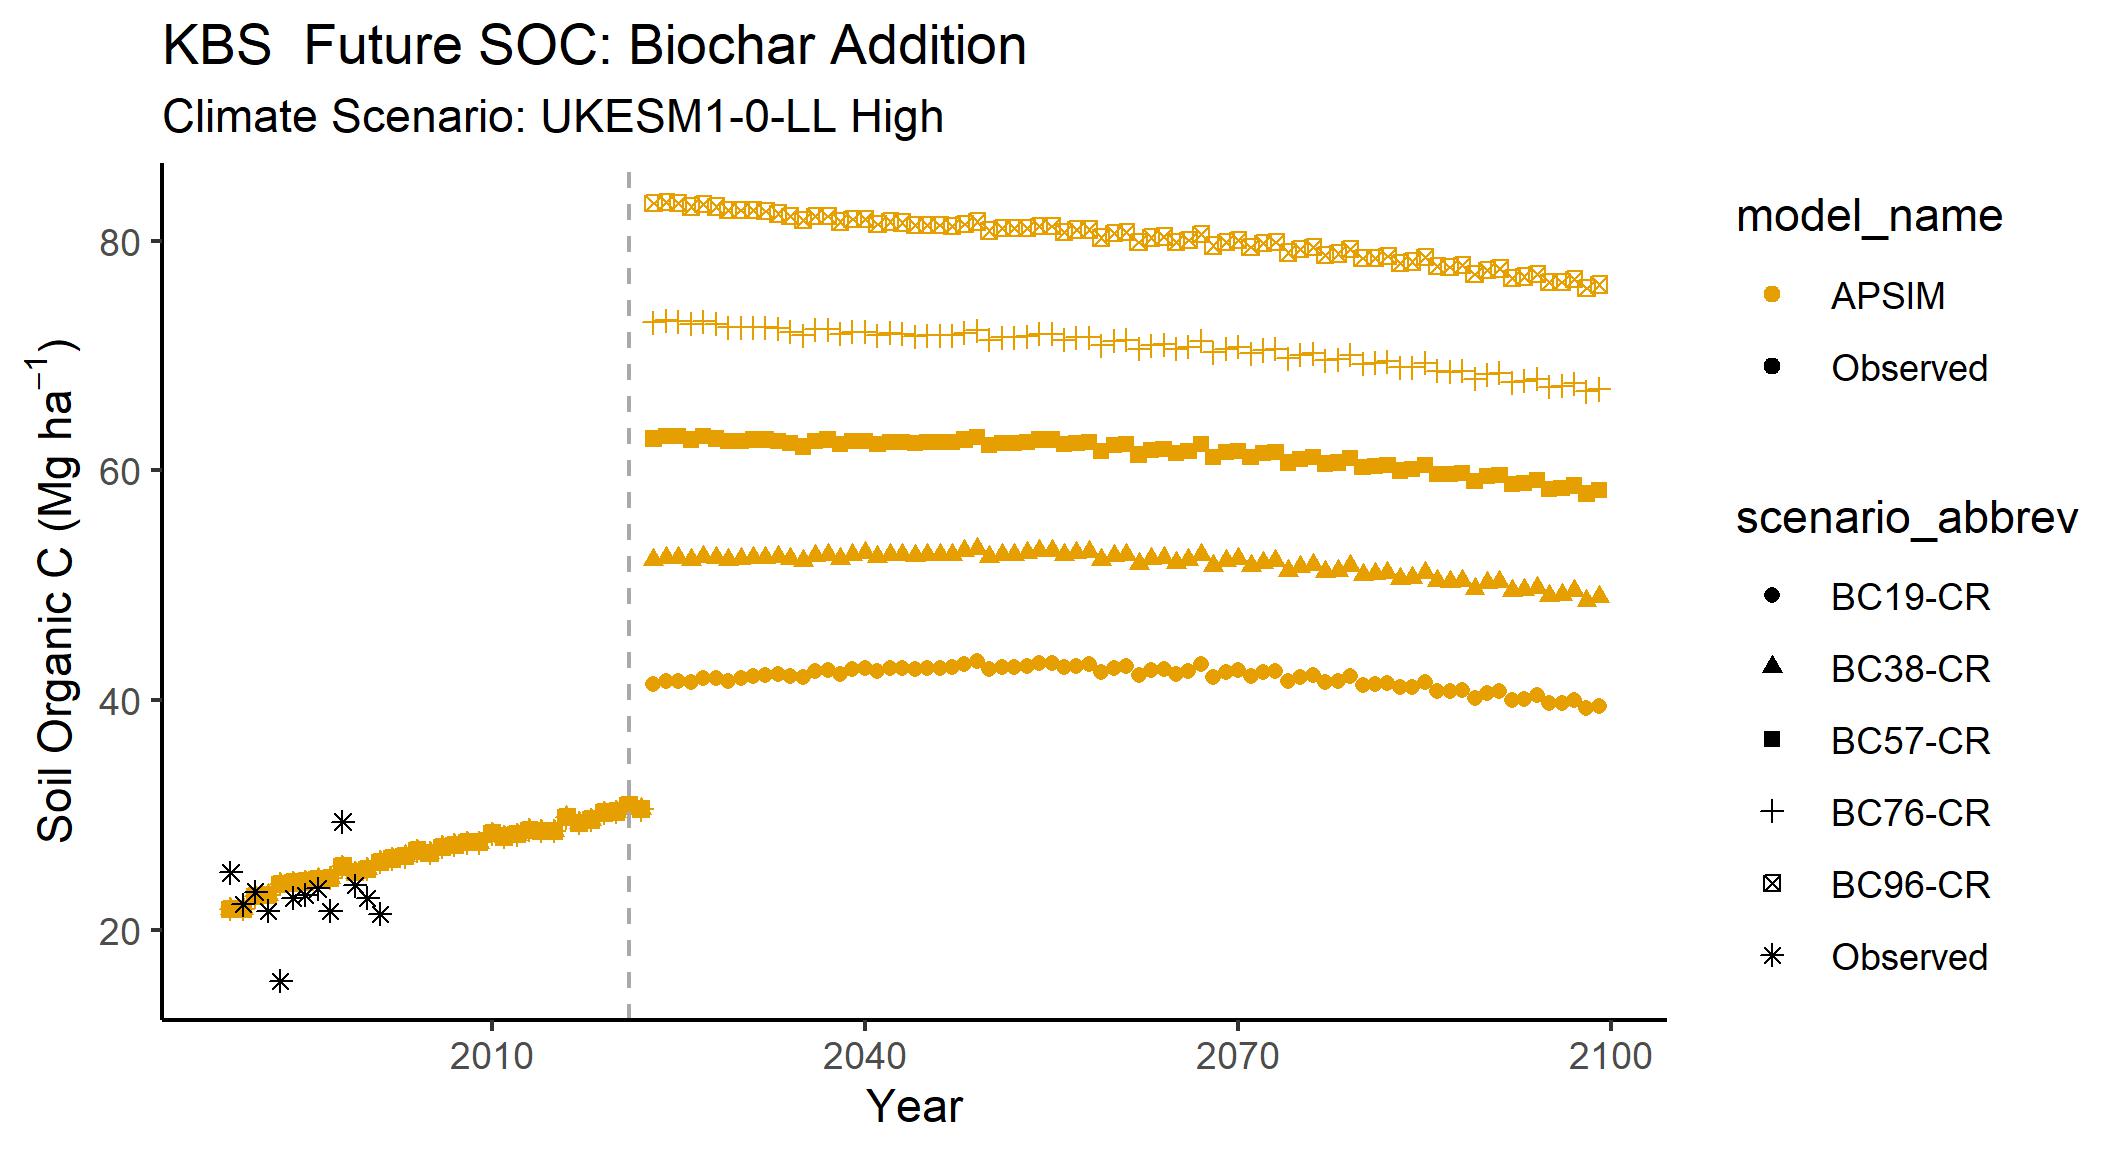 KBS  Future SOC: Biochar Addition
Climate Scenario: UKESM1-0-LL High
Soil Organic C (Mg ha⁻¹)
80
60
40
20
2010
2040
2070
2100
Year
model_name
APSIM
Observed
scenario_abbrev
BC19-CR
BC38-CR
BC57-CR
BC76-CR
BC96-CR
Observed